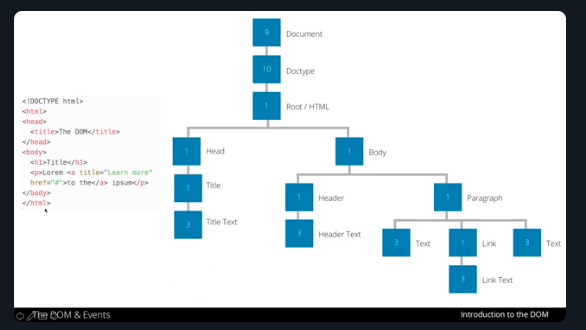 9 Document
10 Doctype
1 Root / HTML
<!DOCTYPE html>
<html>
<head>
<title>The DOM</title>
</head>
<body>
<h1>Title</h1>
<p>Lorem <a title="Learn more"
href="#">to the</a> ipsum</p>
</body>
</html>
1 Head
1 Body
1 Title
3 Title Text
1 Header
3 Header Text
1 Paragraph
3 Text
1 Link
3 Text
3 Link Text
The DOM & Events
Introduction to the DOM